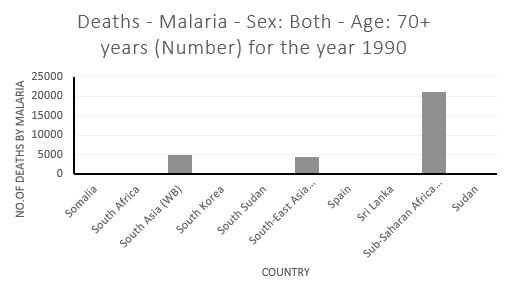 Deaths - Malaria - Sex: Both - Age: 70+
years (Number) for the year 1990
NO.OF DEATHS BY MALARIA
25000
20000
15000
10000
5000
0
Somalia
South Africa
South Asia (WB)
South Korea
South Sudan
South-East Asia...
Spain
Sri Lanka
Sub-Saharan Africa...
Sudan
COUNTRY